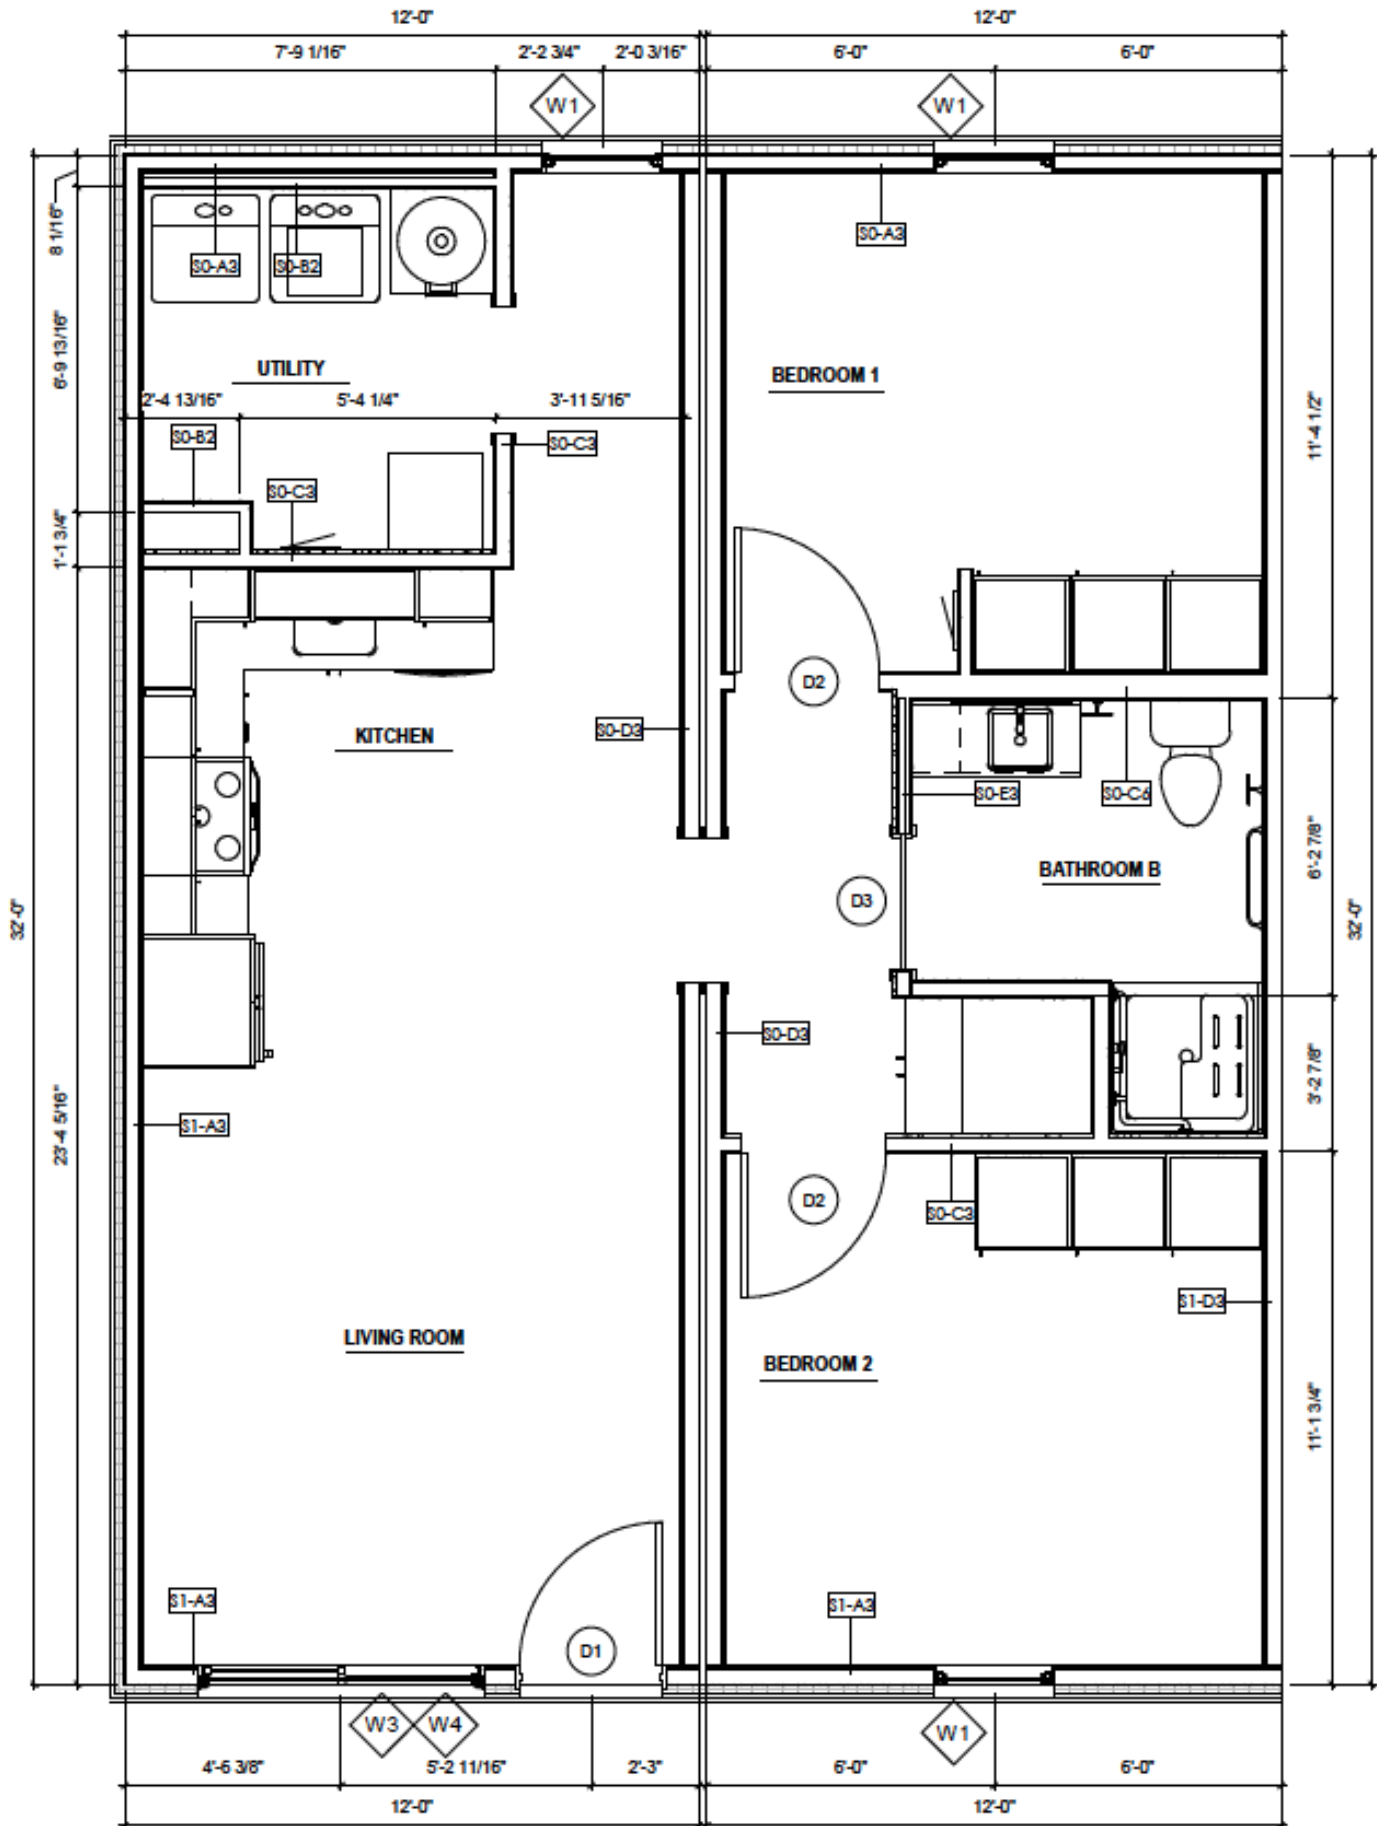 12'-0"
12'-0"
7'-9 1/16"
2'-2 3/4"
2'-0 3/16"
6'-0"
6'-0"
W1
W1
8 1/16"
S0-A3
S0-A3
S0-B2
6'-9 13/16"
UTILITY
BEDROOM 1
2'-4 13/16"
5'-4 1/4"
3'-11 5/16"
11'-4 1/2"
S0-B2
S0-C3
S0-C3
1'-1 3/4"
D2
KITCHEN
S0-D3
S0-E3
S0-C6
BATHROOM B
6'-2 7/8"
D3
32'-0"
32'-0"
S0-D3
3'-2 7/8"
S1-A3
23'-4 5/16"
D2
S0-C3
S1-D3
LIVING ROOM
BEDROOM 2
11'-1 3/4"
S1-A3
S1-A3
D1
W3
W4
W1
4'-6 3/8"
5'-2 11/16"
2'-3"
6'-0"
6'-0"
12'-0"
12'-0"